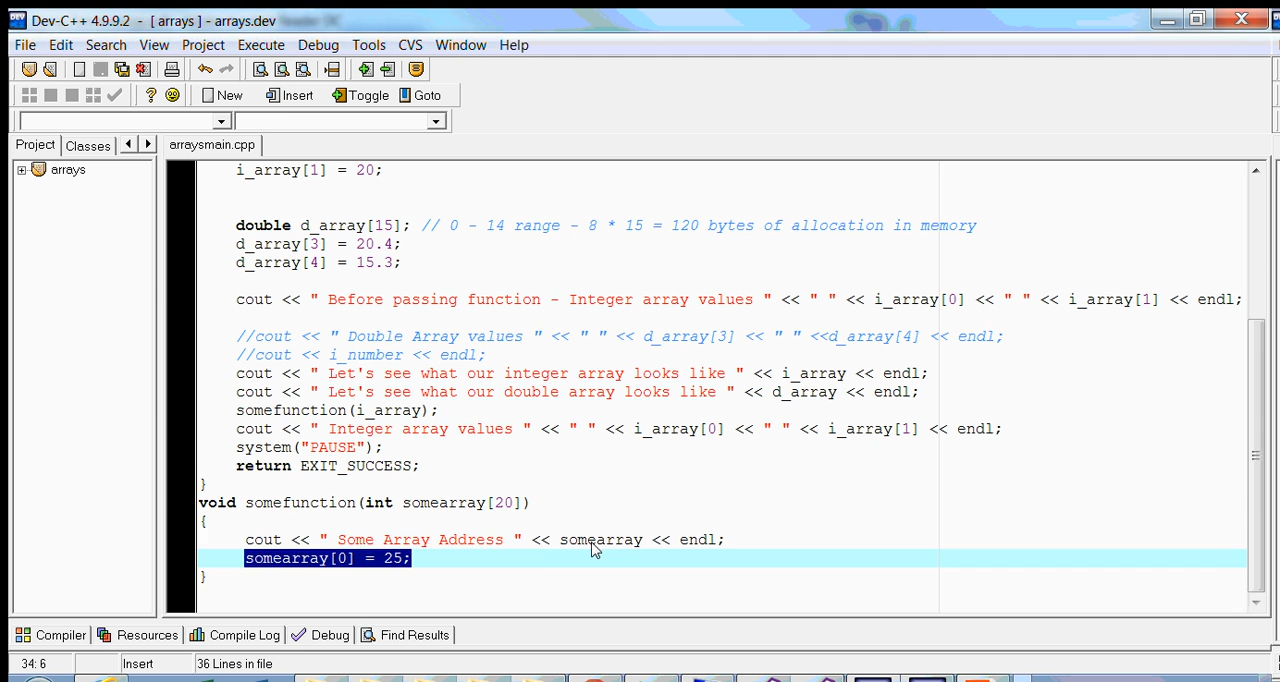 Dev-C++ 4.9.9.2 - [ arrays ] - arrays.dev
File Edit Search View Project Execute Debug Tools CVS Window Help
New Insert Toggle Goto
Project Classes arraysmain.cpp
arrays
i_array[1] = 20;
double d_array[15]; // 0 - 14 range - 8 * 15 = 120 bytes of allocation in memory
d_array[3] = 20.4;
d_array[4] = 15.3;
cout << " Before passing function - Integer array values " << " " << i_array[0] << " " << i_array[1] << endl;
//cout << " Double Array values " << " " << d_array[3] << " " <<d_array[4] << endl;
//cout << i_number << endl;
cout << " Let's see what our integer array looks like " << i_array << endl;
cout << " Let's see what our double array looks like " << d_array << endl;
somefunction(i_array);
cout << " Integer array values " << " " << i_array[0] << " " << i_array[1] << endl;
system("PAUSE");
return EXIT_SUCCESS;
}
void somefunction(int somearray[20])
{
cout << " Some Array Address " << somearray << endl;
somearray[0] = 25;
}
Compiler Resources Compile Log Debug Find Results
34: 6 Insert 36 Lines in file